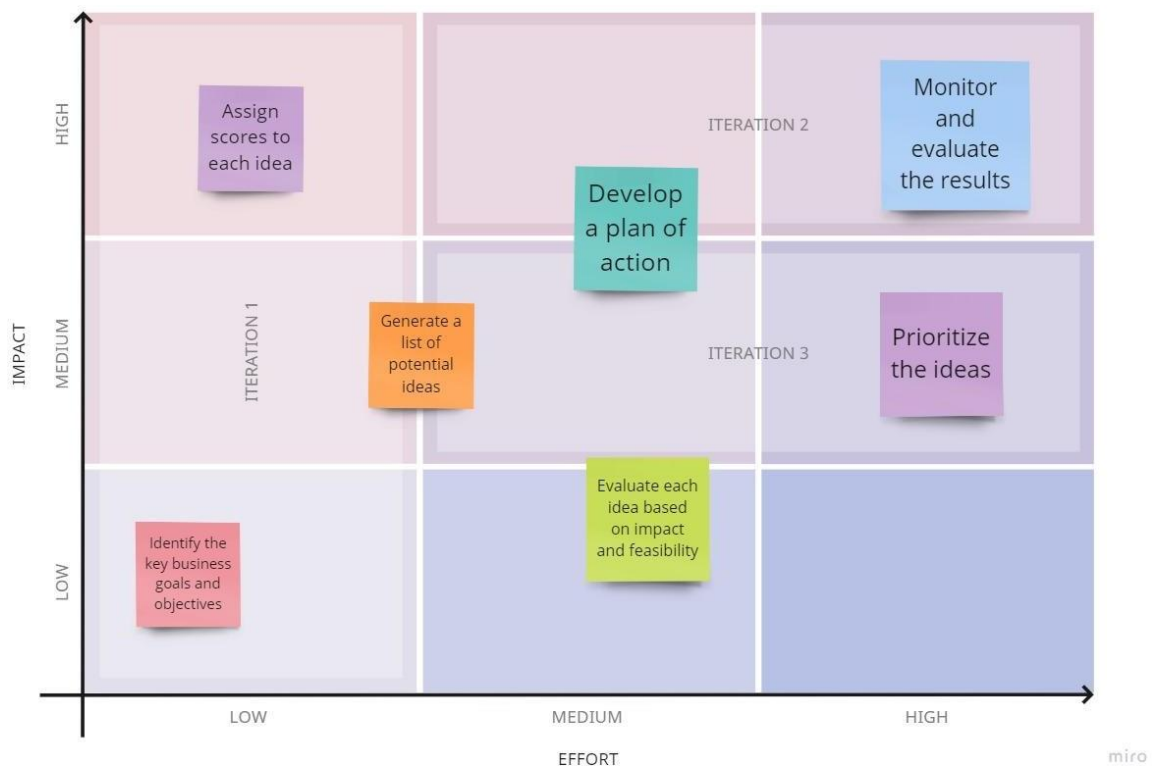 HIGH
Assign
scores to
each idea
ITERATION 2
Monitor
and
evaluate
the results
Develop
a plan of
action
IMPACT
MEDIUM
ITERATION 1
Generate a
list of
potential
ideas
ITERATION 3
Prioritize
the ideas
LOW
Identify the
key business
goals and
objectives
Evaluate each
idea based
on impact
and feasibility
LOW
MEDIUM
HIGH
EFFORT
miro